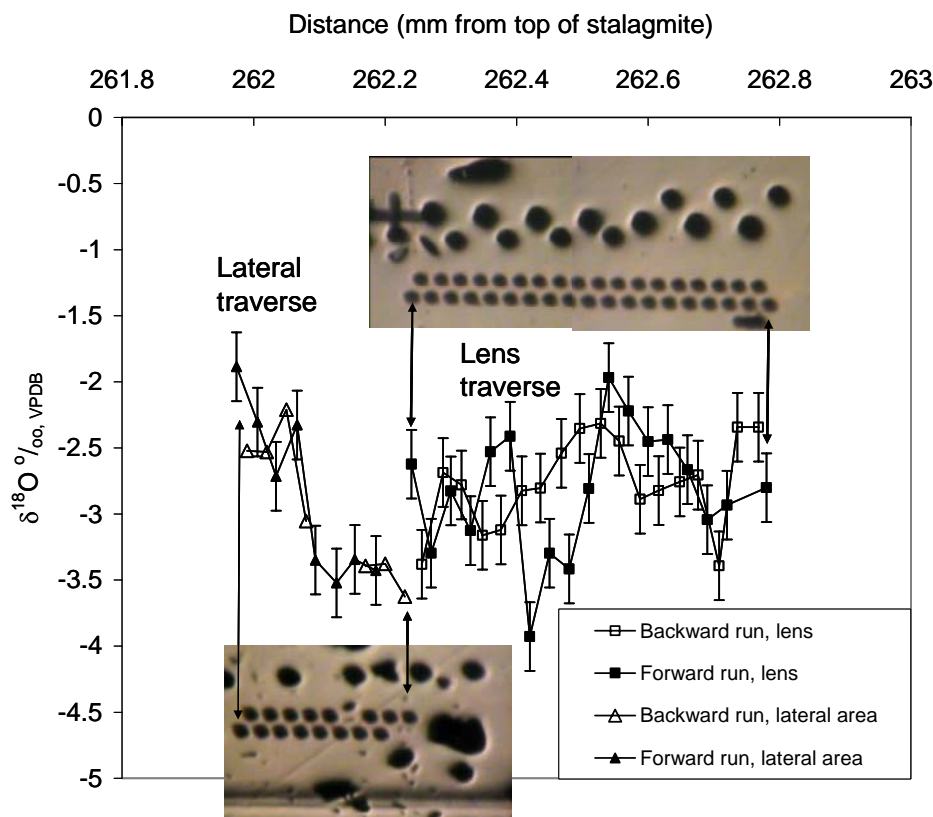 Distance (mm from top of stalagmite)
261.8 262 262.2 262.4 262.6 262.8 263
0
-0.5
-1
-1.5
-2
-2.5
-3
-3.5
-4
-4.5
-5
δ18O º/oo, VPDB
Lateral
traverse
Lens
traverse
Backward run, lens
Forward run, lens
Backward run, lateral area
Forward run, lateral area